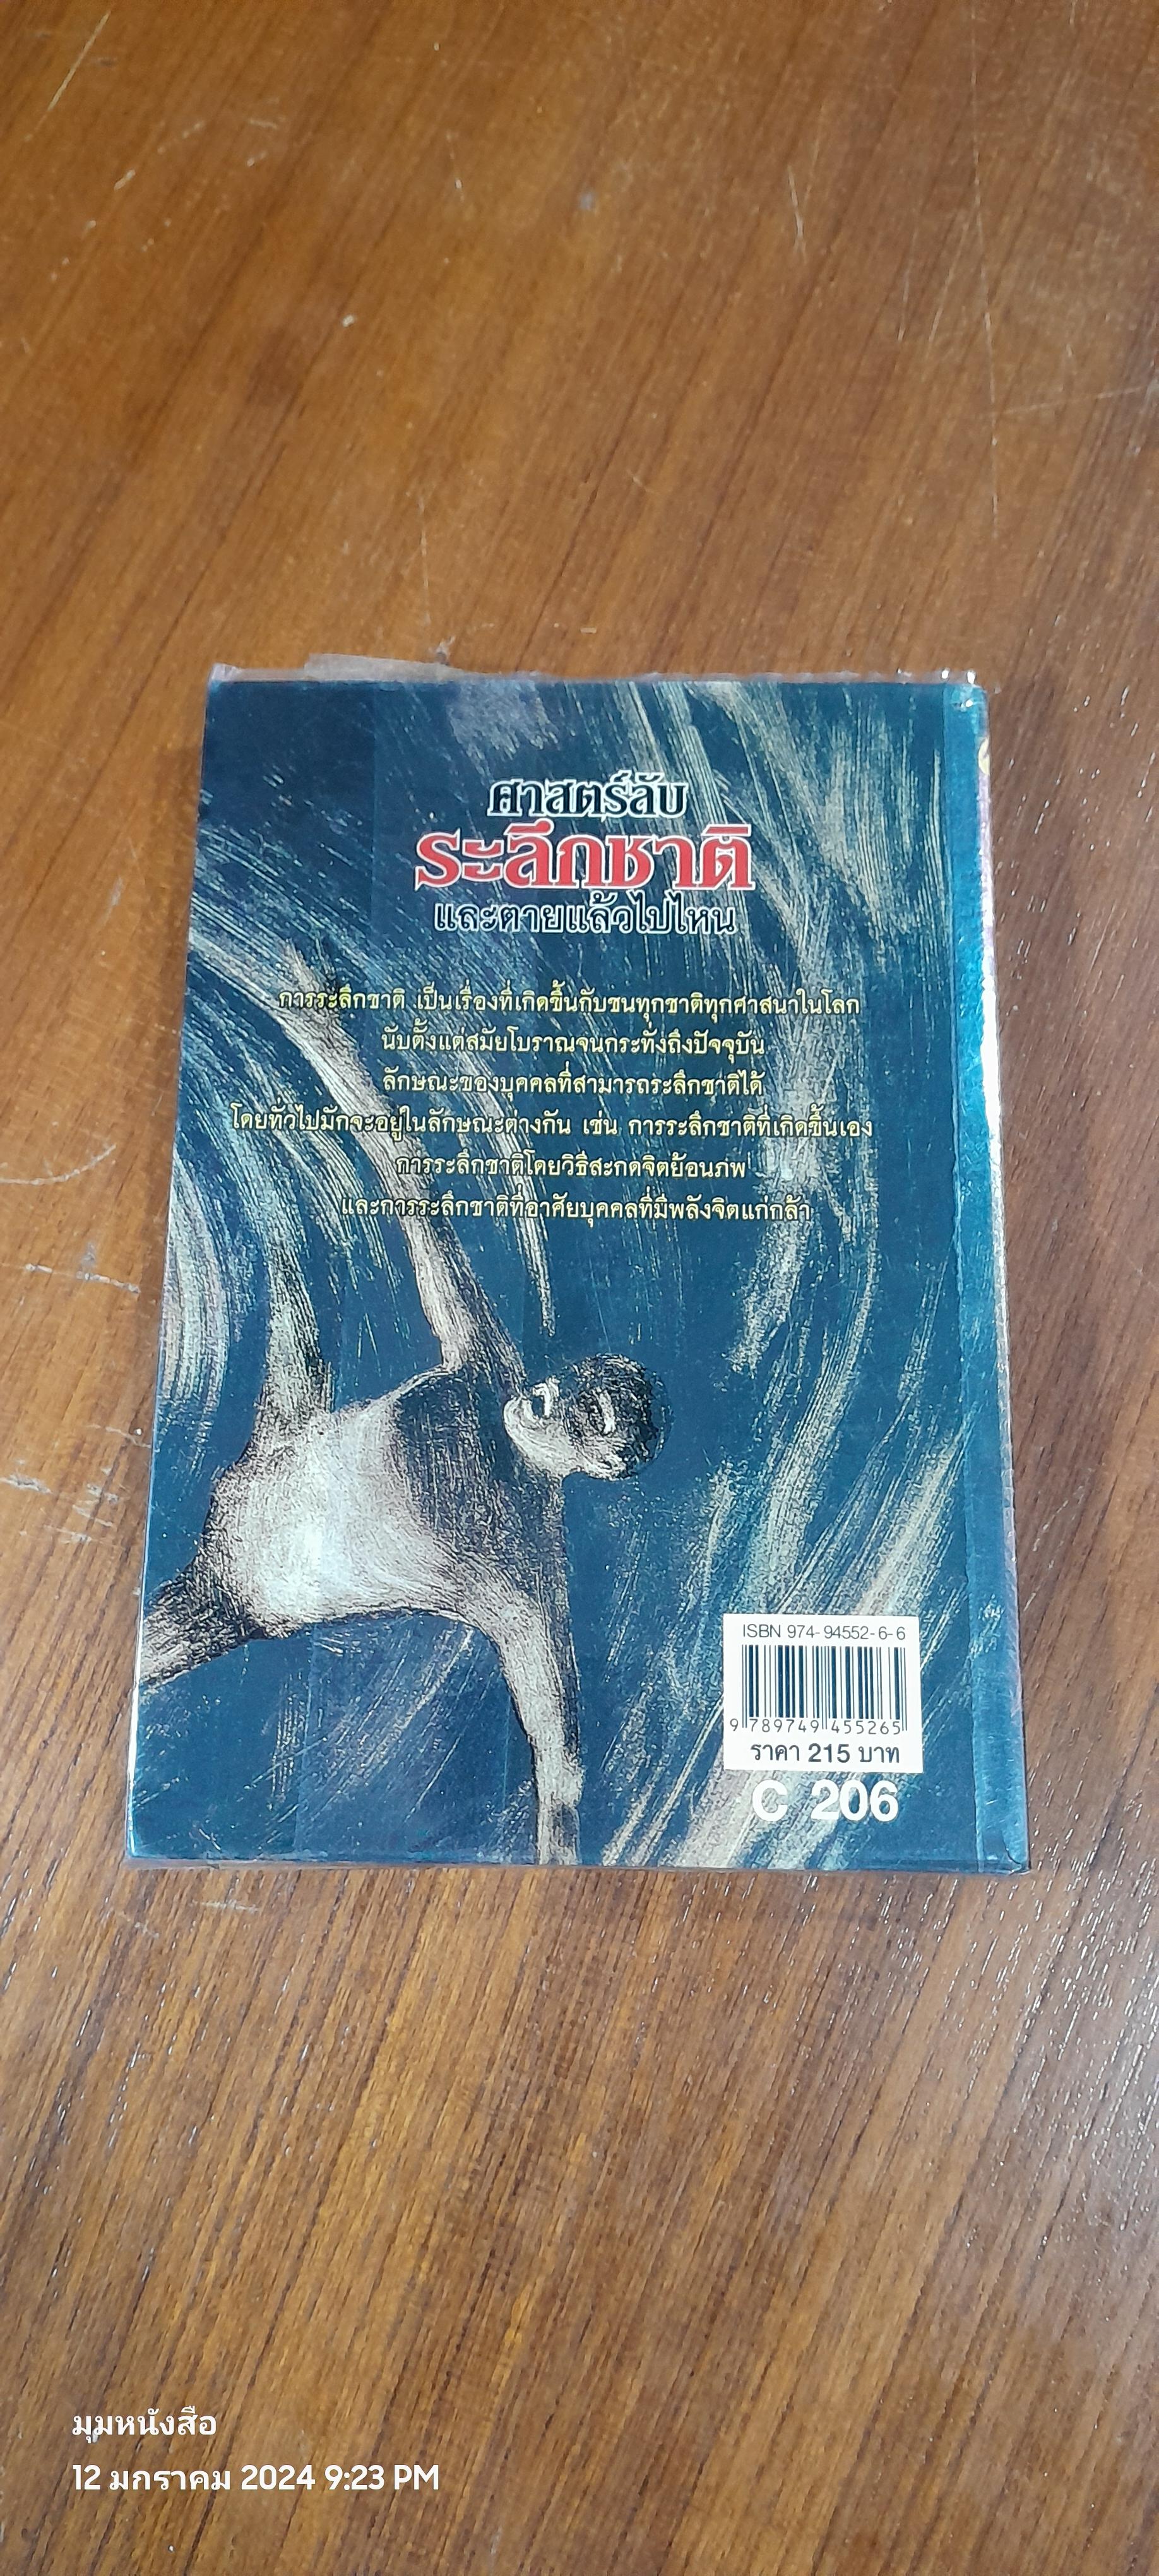 ศาสตร์ลับ
ระลึกชาติ
และตายแล้วไปไหน
การระลึกชาติ เป็นเรื่องที่เกิดขึ้นกับชนทุกชาติทุกศาสนาในโลก
นับตั้งแต่สมัยโบราณจนกระทั่งถึงปัจจุบัน
ลักษณะของบุคคลที่สามารถระลึกชาติได้
โดยทั่วไปมักจะอยู่ในลักษณะต่างกัน เช่น การระลึกชาติที่เกิดขึ้นเอง
การระลึกชาติโดยวิธีสะกดจิตย้อนภพ
และการระลึกชาติที่อาศัยบุคคลที่มีพลังจิตแก่กล้า
ISBN 974-94552-6-6
9 789749 455265
ราคา 215 บาท
C 206
มุมหนังสือ
12 มกราคม 2024 9:23 PM